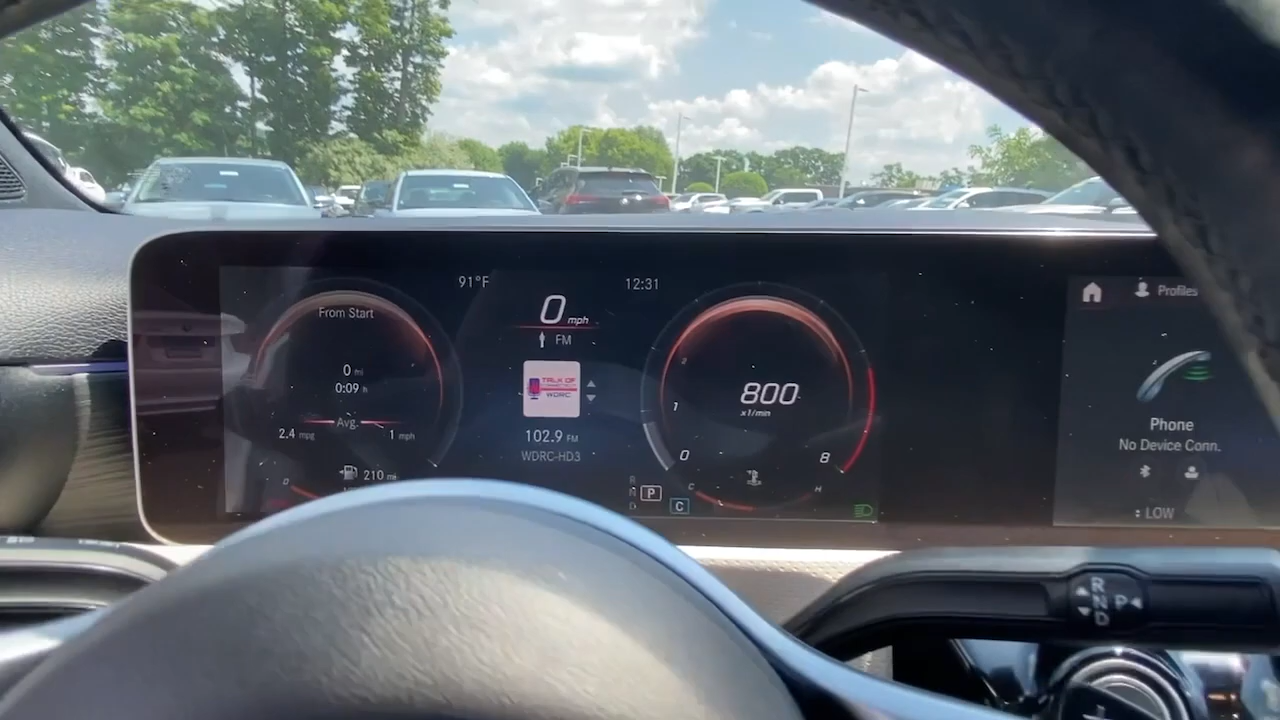 91°F
12:31
From Start
0 mi
0:09 h
Avg.
2.4 mpg
1 mph
210 mi
0 mph
FM
TALK OF
WDRC
102.9 FM
WDRC-HD3
2
1
0
8
800
x1/min
C
H
R
N
D
P
C
Profiles
Phone
No Device Conn.
LOW
R
N
D
P